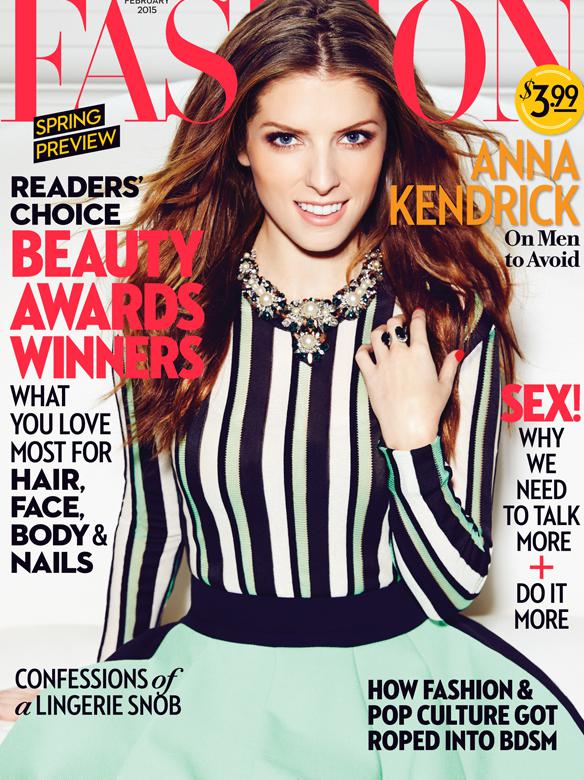 FEBRUARY
2015
FASHION
$3.99
SPRING
PREVIEW
READERS'
CHOICE
BEAUTY
AWARDS
WINNERS
WHAT
YOU LOVE
MOST FOR
HAIR,
FACE,
BODY &
NAILS
ANNA
KENDRICK
On Men
to Avoid
SEX!
WHY
WE
NEED
TO TALK
MORE
+
DO IT
MORE
CONFESSIONS of
a LINGERIE SNOB
HOW FASHION &
POP CULTURE GOT
ROPED INTO BDSM